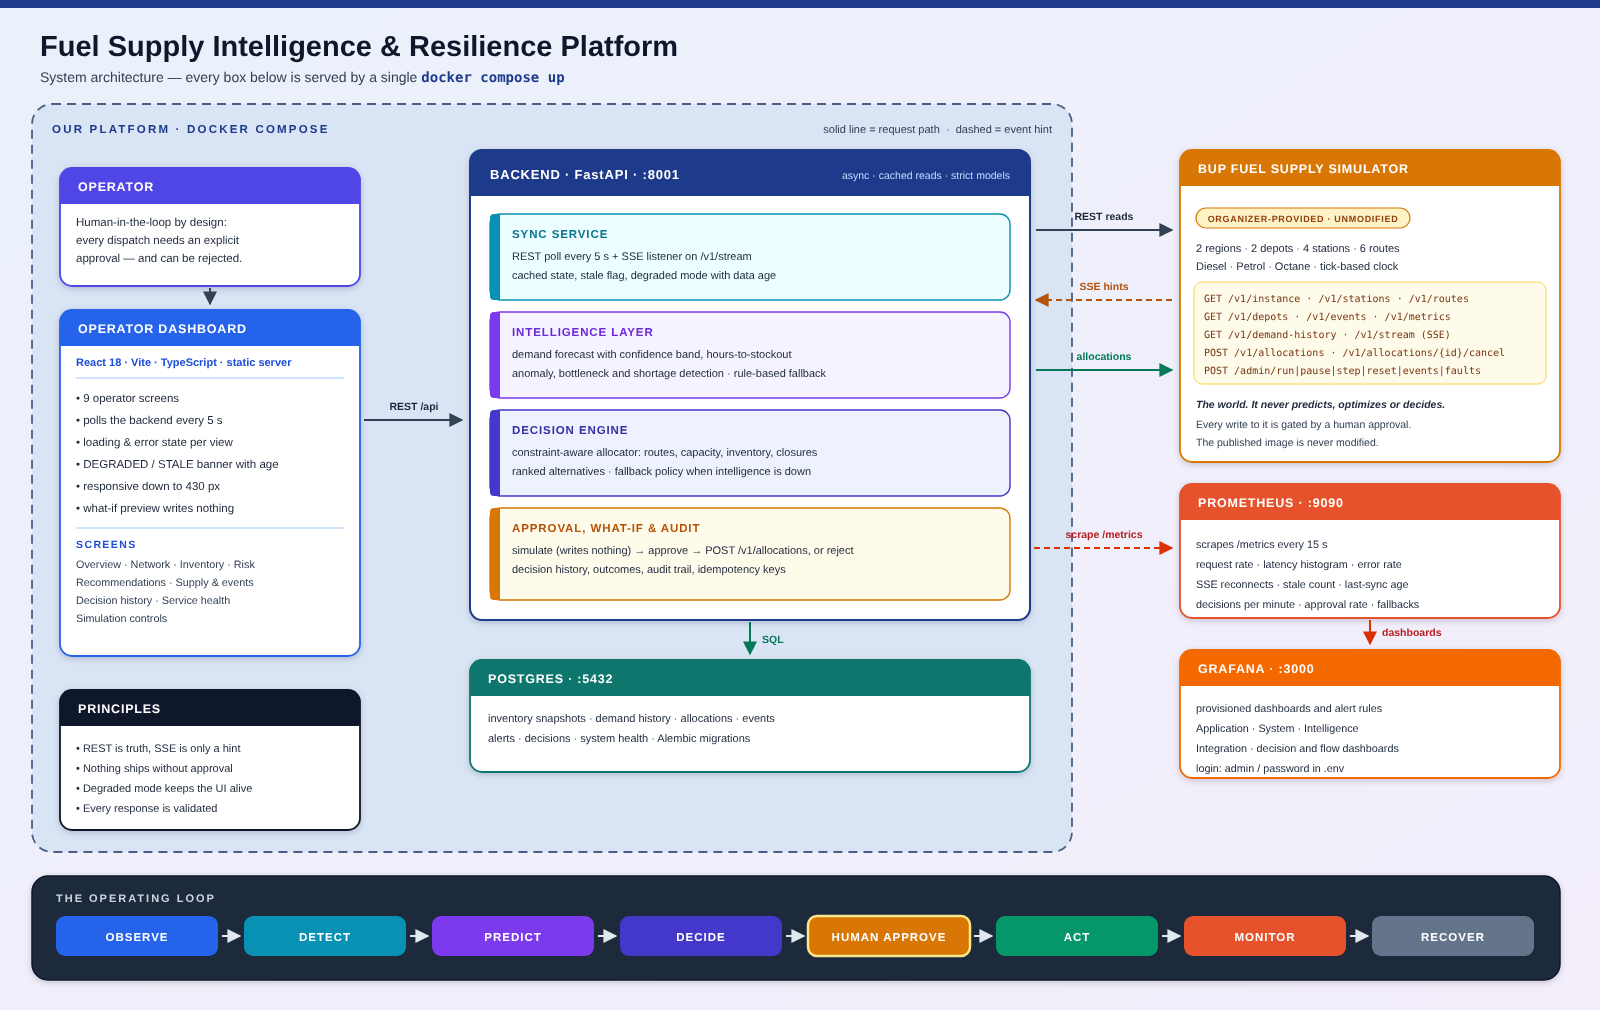 Fuel Supply Intelligence & Resilience Platform
System architecture — every box below is served by a single docker compose up
OUR PLATFORM · DOCKER COMPOSE
solid line = request path · dashed = event hint
OPERATOR
Human-in-the-loop by design:
every dispatch needs an explicit
approval — and can be rejected.
OPERATOR DASHBOARD
React 18 · Vite · TypeScript · static server
• 9 operator screens
• polls the backend every 5 s
• loading & error state per view
• DEGRADED / STALE banner with age
• responsive down to 430 px
• what-if preview writes nothing
SCREENS
Overview · Network · Inventory · Risk
Recommendations · Supply & events
Decision history · Service health
Simulation controls
PRINCIPLES
• REST is truth, SSE is only a hint
• Nothing ships without approval
• Degraded mode keeps the UI alive
• Every response is validated
REST /api
BACKEND · FastAPI · :8001
async · cached reads · strict models
SYNC SERVICE
REST poll every 5 s + SSE listener on /v1/stream
cached state, stale flag, degraded mode with data age
INTELLIGENCE LAYER
demand forecast with confidence band, hours-to-stockout
anomaly, bottleneck and shortage detection · rule-based fallback
DECISION ENGINE
constraint-aware allocator: routes, capacity, inventory, closures
ranked alternatives · fallback policy when intelligence is down
APPROVAL, WHAT-IF & AUDIT
simulate (writes nothing) → approve → POST /v1/allocations, or reject
decision history, outcomes, audit trail, idempotency keys
SQL
POSTGRES · :5432
inventory snapshots · demand history · allocations · events
alerts · decisions · system health · Alembic migrations
REST reads
SSE hints
allocations
scrape /metrics
BUP FUEL SUPPLY SIMULATOR
ORGANIZER-PROVIDED · UNMODIFIED
2 regions · 2 depots · 4 stations · 6 routes
Diesel · Petrol · Octane · tick-based clock
GET /v1/instance · /v1/stations · /v1/routes
GET /v1/depots · /v1/events · /v1/metrics
GET /v1/demand-history · /v1/stream (SSE)
POST /v1/allocations · /v1/allocations/{id}/cancel
POST /admin/run|pause|step|reset|events|faults
The world. It never predicts, optimizes or decides.
Every write to it is gated by a human approval.
The published image is never modified.
PROMETHEUS · :9090
scrapes /metrics every 15 s
request rate · latency histogram · error rate
SSE reconnects · stale count · last-sync age
decisions per minute · approval rate · fallbacks
dashboards
GRAFANA · :3000
provisioned dashboards and alert rules
Application · System · Intelligence
Integration · decision and flow dashboards
login: admin / password in .env
THE OPERATING LOOP
OBSERVE
DETECT
PREDICT
DECIDE
HUMAN APPROVE
ACT
MONITOR
RECOVER